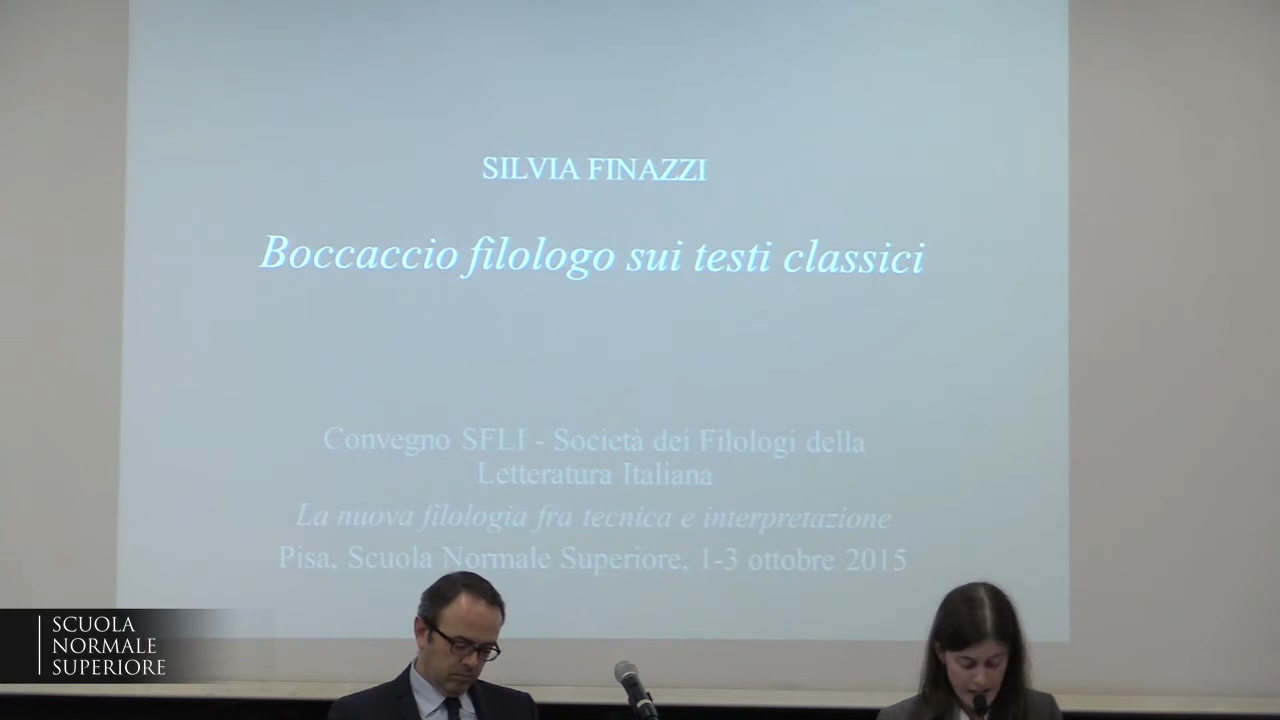 SILVIA FINAZZI
Boccaccio filologo sui testi classici
Convegno SFLI - Società dei Filologi della
Letteratura Italiana
La nuova filologia fra tecnica e interpretazione
Pisa, Scuola Normale Superiore, 1-3 ottobre 2015
SCUOLA
NORMALE
SUPERIORE